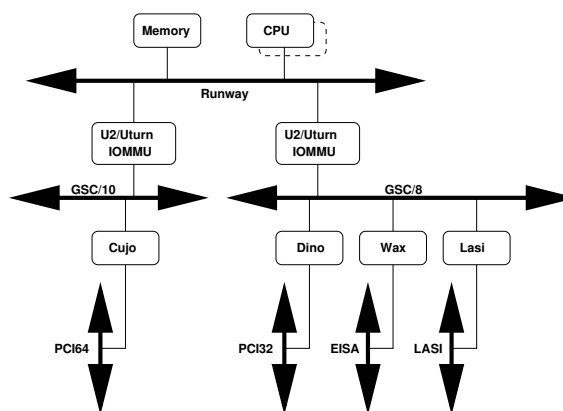 Memory
CPU
Runway
U2/Uturn
IOMMU
U2/Uturn
IOMMU
GSC/10
GSC/8
Cujo
Dino
Wax
Lasi
PCI64
PCI32
EISA
LASI